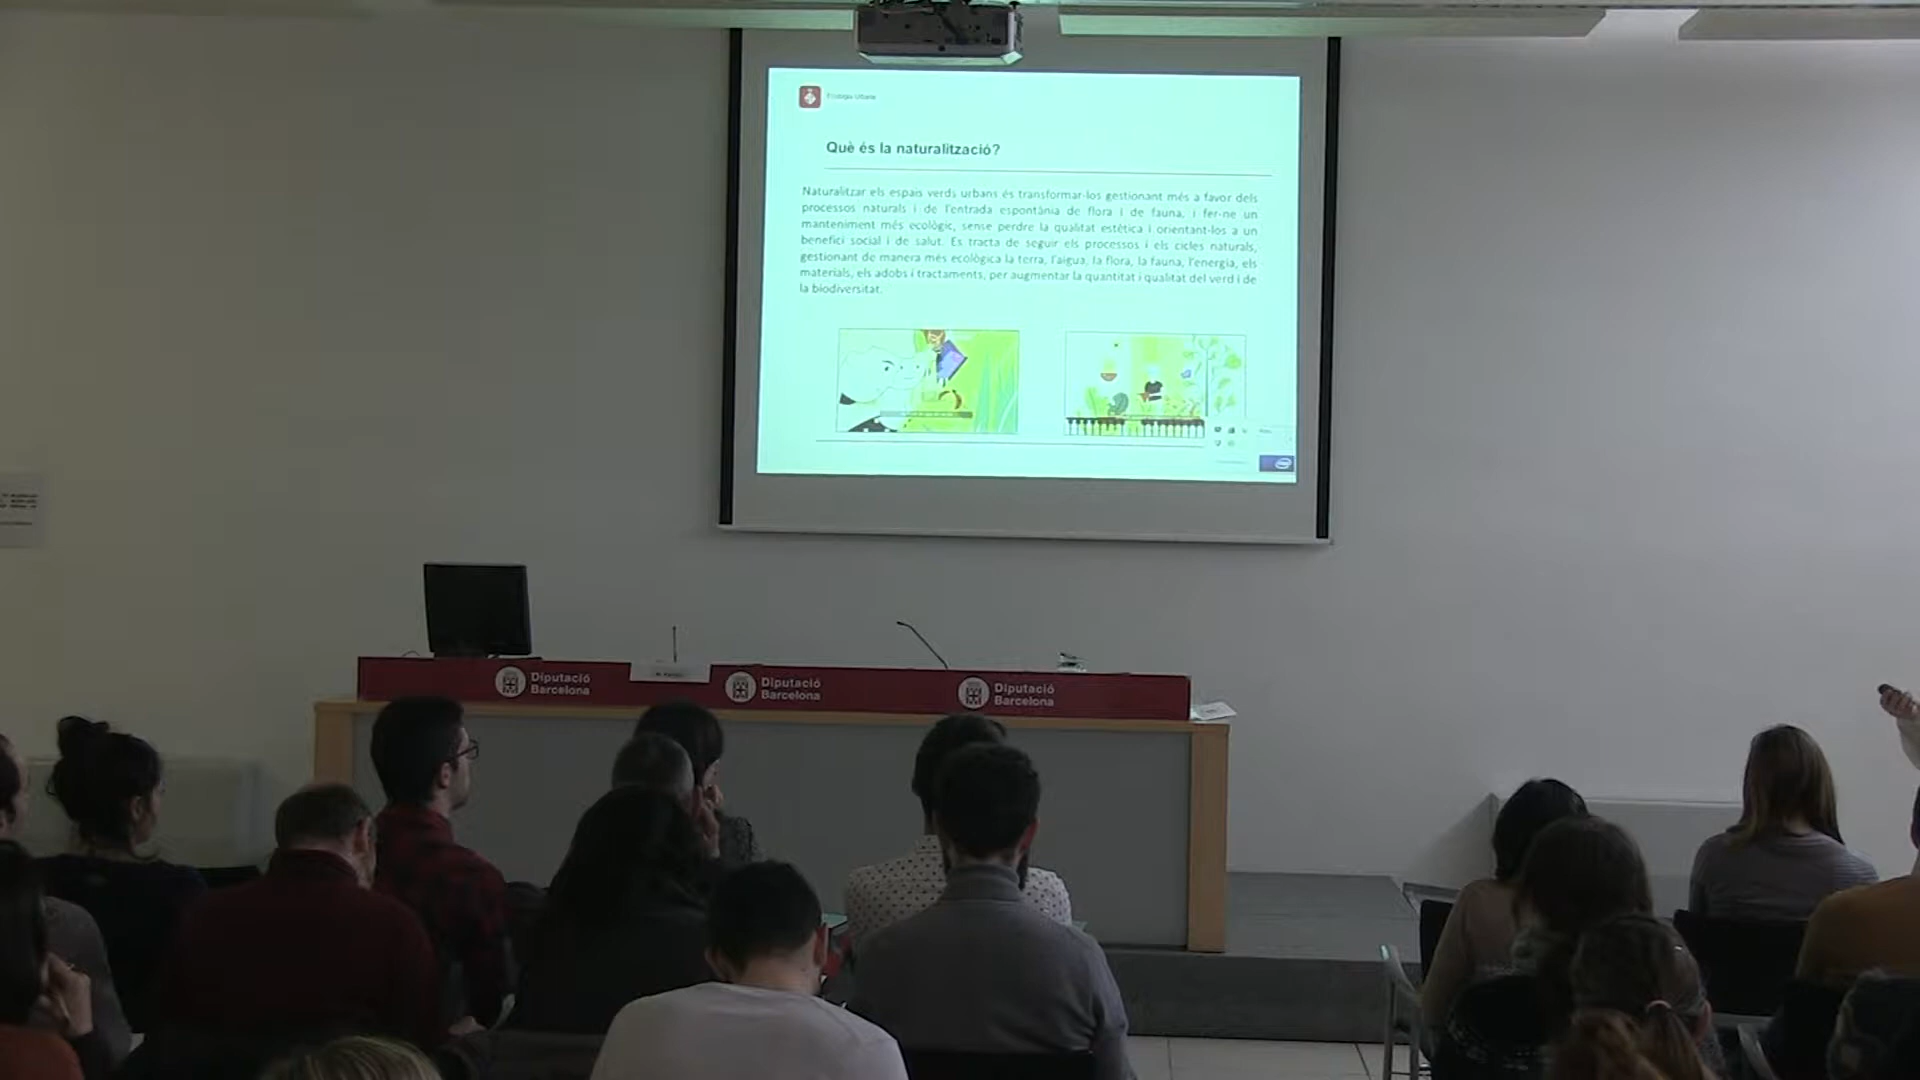 Ecologia Urbana
Què és la naturalització?
Naturalitzar els espais verds urbans és transformar-los gestionant més a favor dels
processos naturals i de l'entrada espontània de flora i de fauna, i fer-ne un
manteniment més ecològic, sense perdre la qualitat estètica i orientant-los a un
benefici social i de salut. Es tracta de seguir els processos i els cicles naturals,
gestionant de manera més ecològica la terra, l'aigua, la flora, la fauna, l'energia, els
materials, els adobs i tractaments, per augmentar la quantitat i qualitat del verd i de
la biodiversitat.
Diputació
Barcelona
Diputació
Barcelona
Diputació
Barcelona